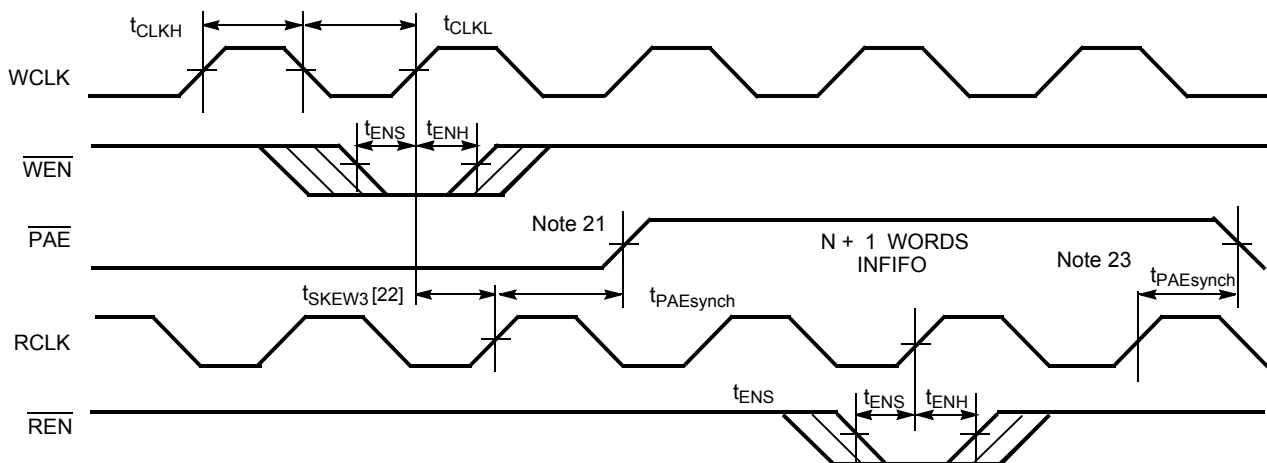 tCLKH
tCLKL
WCLK
tENS
tENH
WEN
Note 21
PAE
N + 1 WORDS
INFIFO
Note 23
tSKEW3 [22]
tPAEsynch
tPAEsynch
RCLK
tENS
tENS
tENH
REN